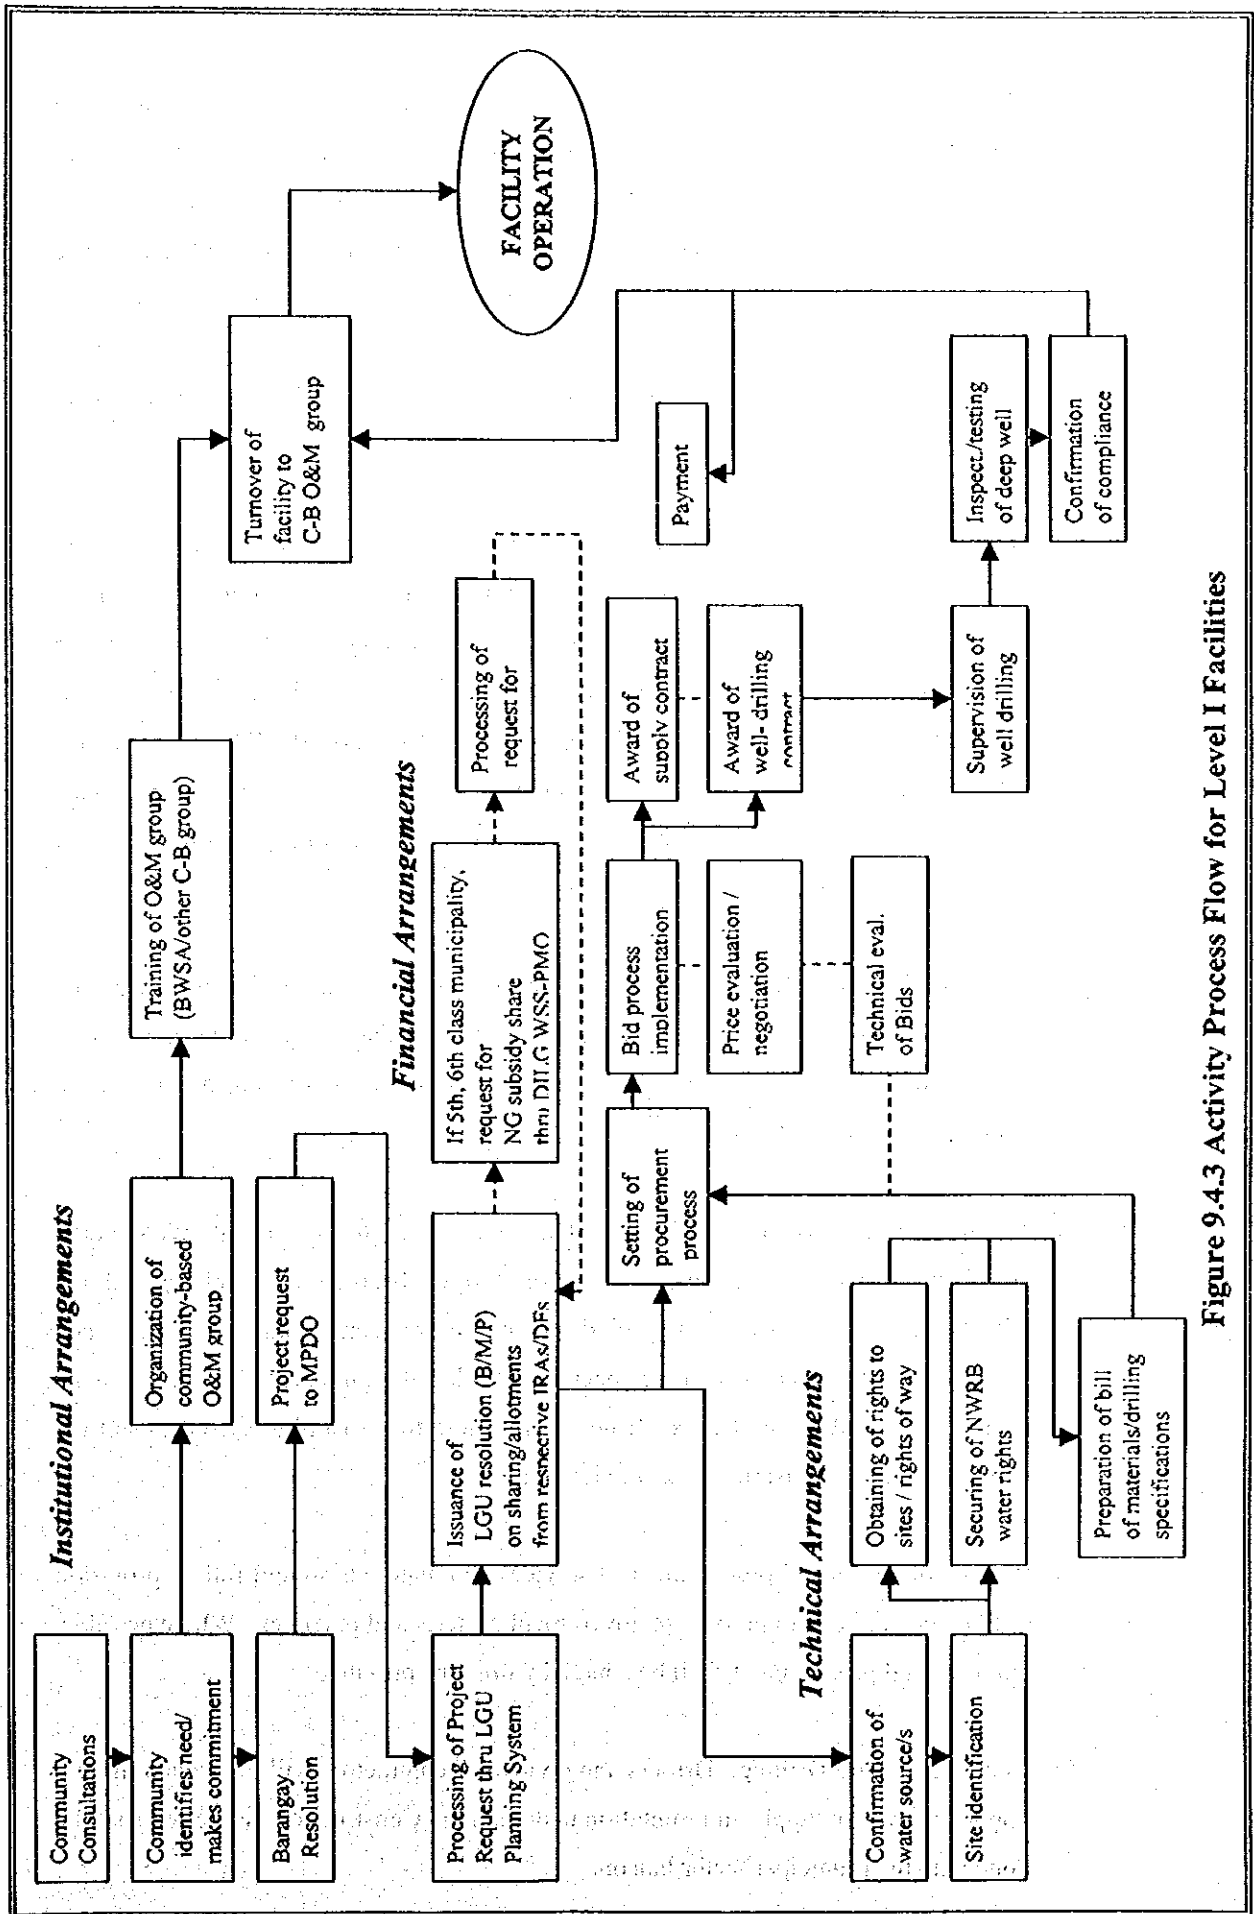 Institutional Arrangements
Community
Consultations
Community
identifies need/
makes commitment
Barangay
Resolution
Organization of
community-based
O&M group
Project request
to MPDO
Training of O&M group
(BWSA/other C-B group)
Turnover of
facility to
C-B O&M group
FACILITY
OPERATION
Financial Arrangements
Processing of Project
Request thru LGU
Planning System
Issuance of
LGU resolution (B/M/P)
on sharing/allotments
from respective IRAs/DFs
If 5th, 6th class municipality,
request for
NG subsidy share
thru DILG WSS-PMO
Processing of
request for
Setting of
procurement
process
Bid process
implementation
Price evaluation /
negotiation
Technical eval.
of Bids
Award of
supply contract
Award of
well- drilling
contract
Payment
Technical Arrangements
Confirmation of
water source/s
Site identification
Obtaining of rights to
sites / rights of way
Securing of NWRB
water rights
Preparation of bill
of materials/drilling
specifications
Supervision of
well drilling
Inspect./testing
of deep well
Confirmation
of compliance
Figure 9.4.3 Activity Process Flow for Level I Facilities